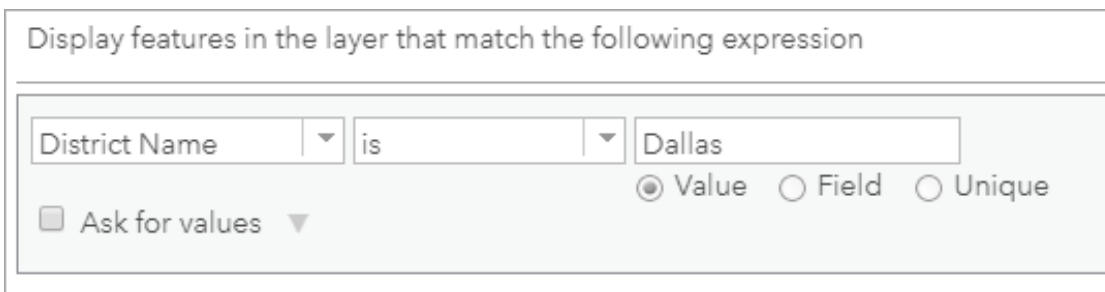 Display features in the layer that match the following expression
District Name is Dallas
Value Field Unique
Ask for values